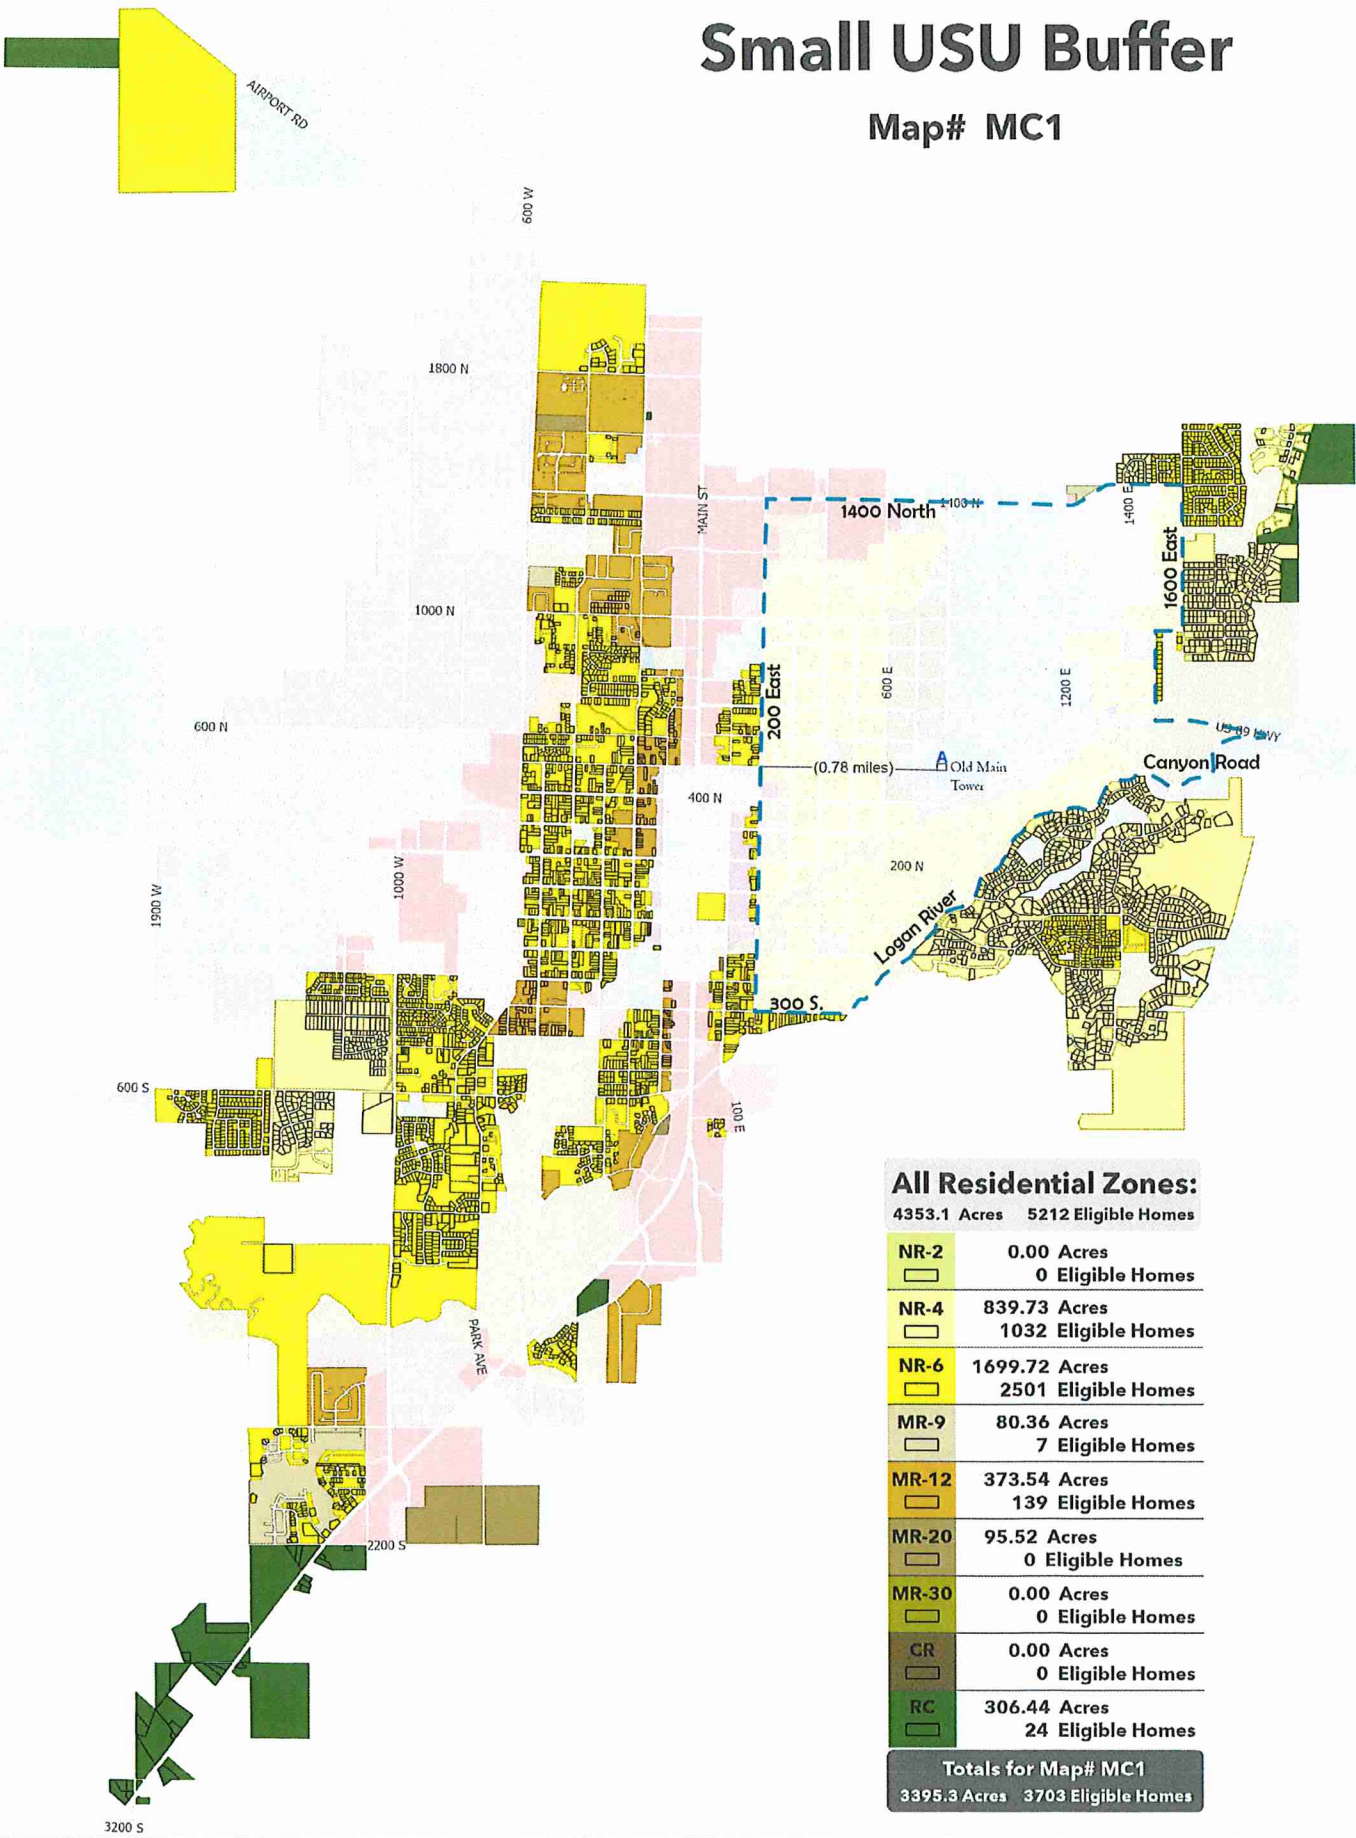 Small USU Buffer
Map# MC1
AIRPORT RD
600 W
1800 N
MAIN ST
1400 North
1400 N
1400 E
1600 East
1000 N
200 East
600 E
1200 E
600 N
US 89 HWY
(0.78 miles)
A
Old Main
Tower
Canyon Road
400 N
200 N
1000 W
1900 W
Logan River
300 S.
600 S
100 E
PARK AVE
2200 S
3200 S
All Residential Zones:
4353.1 Acres 5212 Eligible Homes
NR-2 0.00 Acres
0 Eligible Homes
NR-4 839.73 Acres
1032 Eligible Homes
NR-6 1699.72 Acres
2501 Eligible Homes
MR-9 80.36 Acres
7 Eligible Homes
MR-12 373.54 Acres
139 Eligible Homes
MR-20 95.52 Acres
0 Eligible Homes
MR-30 0.00 Acres
0 Eligible Homes
CR 0.00 Acres
0 Eligible Homes
RC 306.44 Acres
24 Eligible Homes
Totals for Map# MC1
3395.3 Acres 3703 Eligible Homes